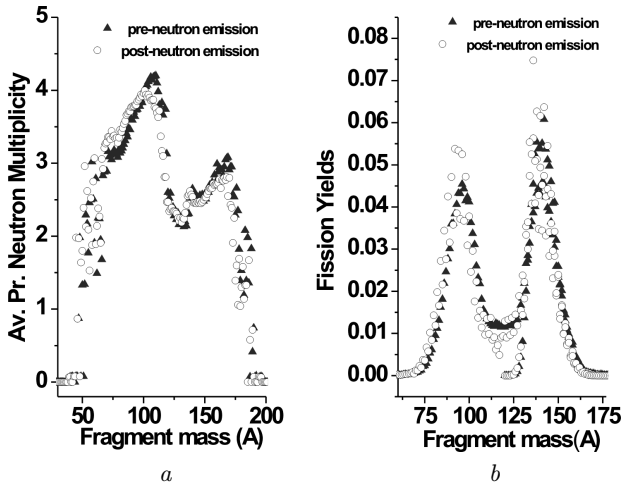 5
4
3
2
1
0
Av. Pr. Neutron Multiplicity
pre-neutron emission
post-neutron emission
50 100 150 200
Fragment mass (A)
a
0.08
0.07
0.06
0.05
0.04
0.03
0.02
0.01
0.00
Fission Yields
pre-neutron emission
post-neutron emission
75 100 125 150 175
Fragment mass(A)
b